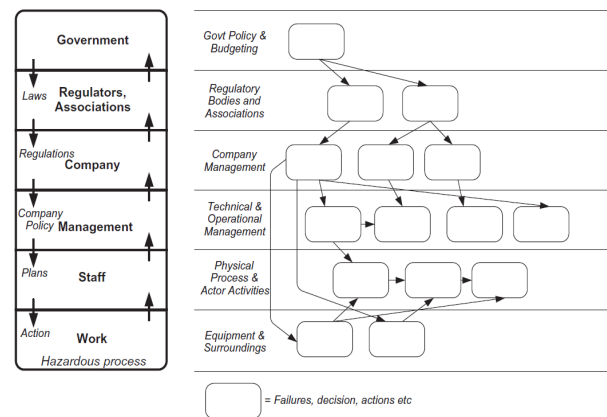 Government
Laws
Regulators,
Associations
Regulations
Company
Company
Policy
Management
Plans
Staff
Action
Work
Hazardous process
Govt Policy &
Budgeting
Regulatory
Bodies and
Associations
Company
Management
Technical &
Operational
Management
Physical
Process &
Actor Activities
Equipment &
Surroundings
= Failures, decision, actions etc